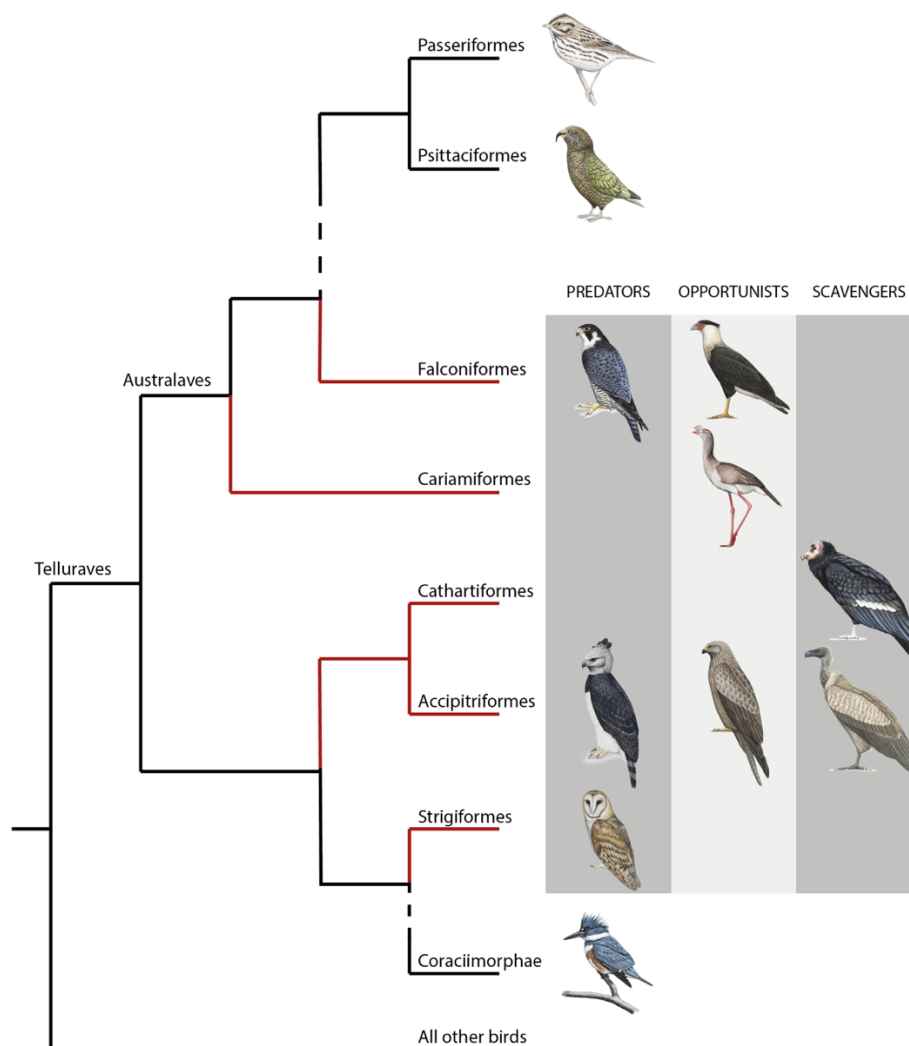 Passeriformes
Psittaciformes
PREDATORS OPPORTUNISTS SCAVENGERS
Falconiformes
Australaves
Cariamiformes
Telluraves
Cathartiformes
Accipitriformes
Strigiformes
Coraciimorphae
All other birds